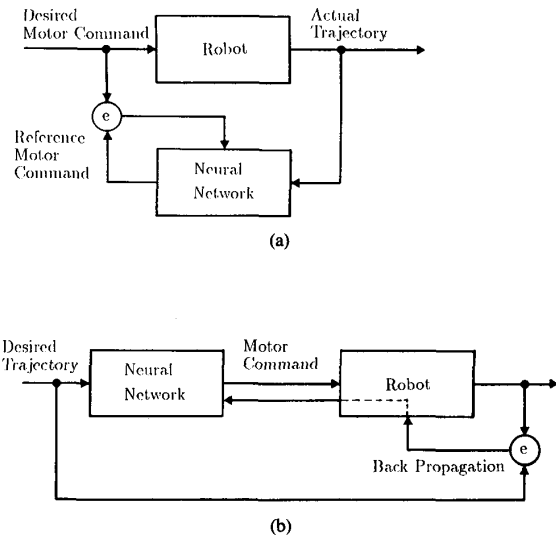 Desired
Motor Command
Robot
Actual
Trajectory
e
Reference
Motor
Command
Neural
Network
(a)
Desired
Trajectory
Neural
Network
Motor
Command
Robot
e
Back Propagation
(b)